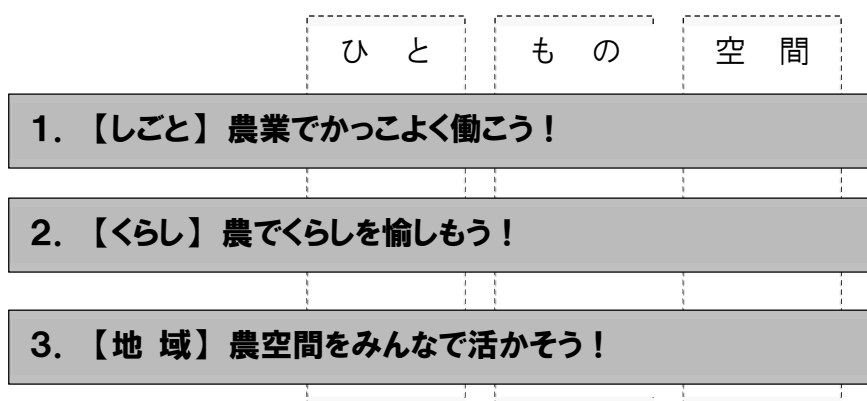 ひと もの 空間
1. 【しごと】 農業でかっこよく働こう!
2. 【くらし】 農でくらしを愉しもう!
3. 【地 域】 農空間をみんなで活かそう!